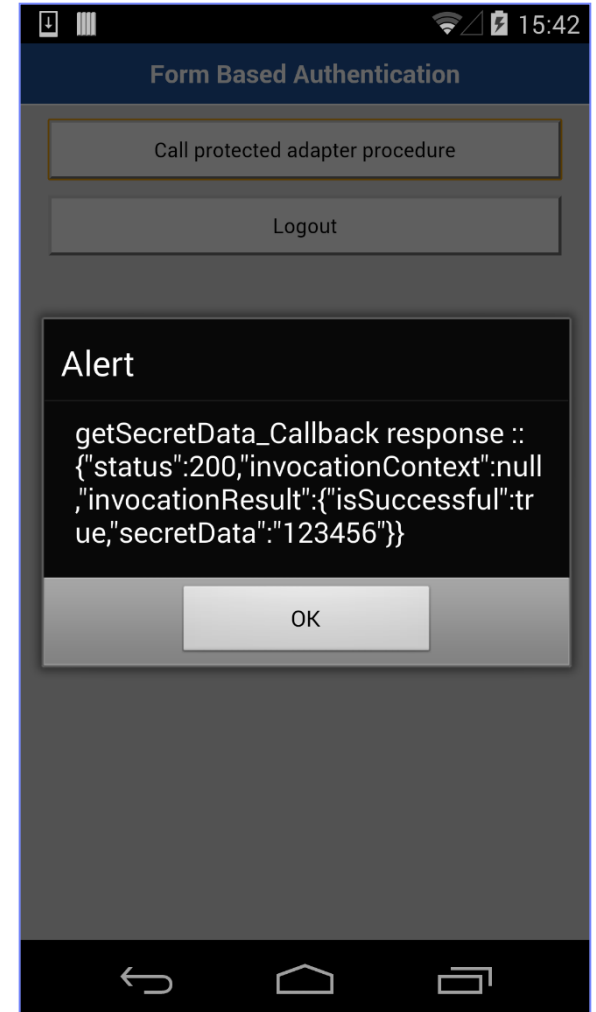 15:42
Form Based Authentication
Call protected adapter procedure
Logout
Alert
getSecretData_Callback response ::
{"status":200,"invocationContext":null
,"invocationResult":{"isSuccessful":tr
ue,"secretData":"123456"}}
OK